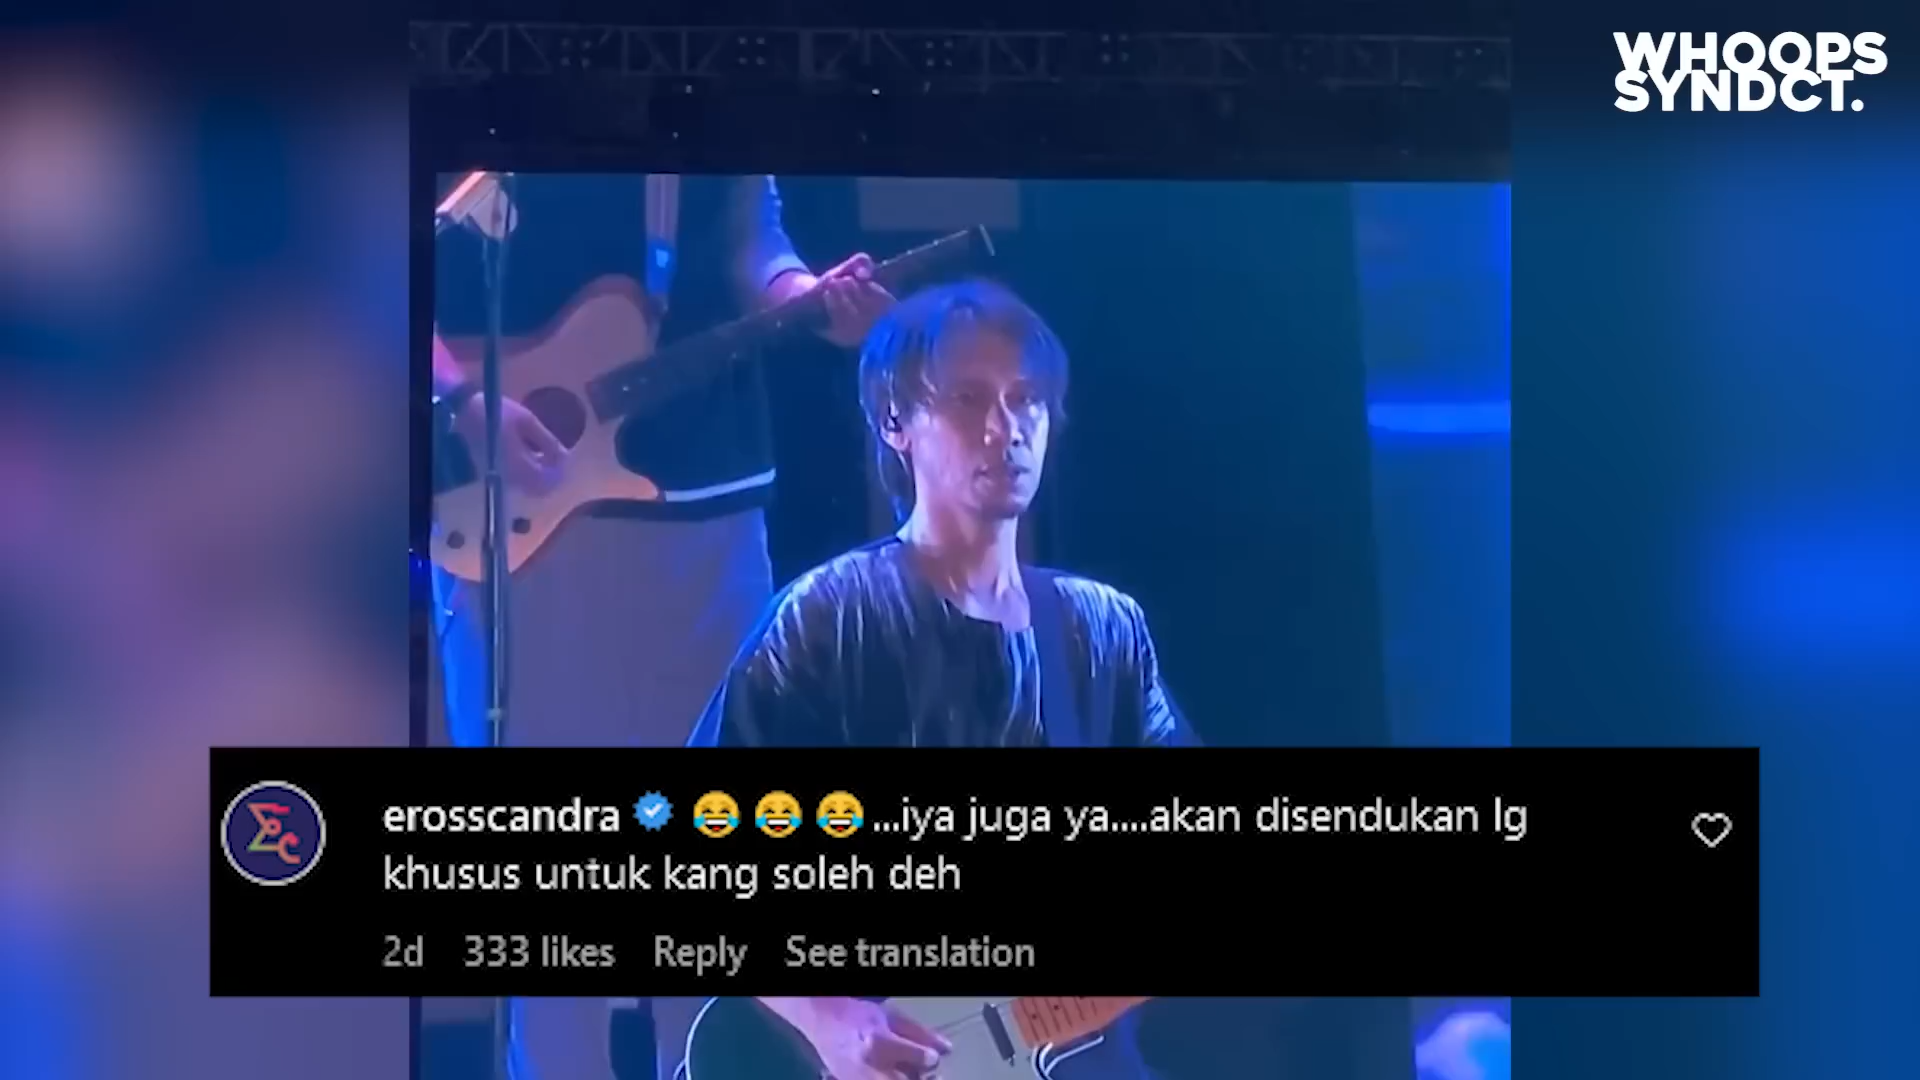 WHOOPS
SYNDCT.
erosscandra 😂 😂 😂 ...iya juga ya....akan disendukan lg
khusus untuk kang soleh deh
2d 333 likes Reply See translation